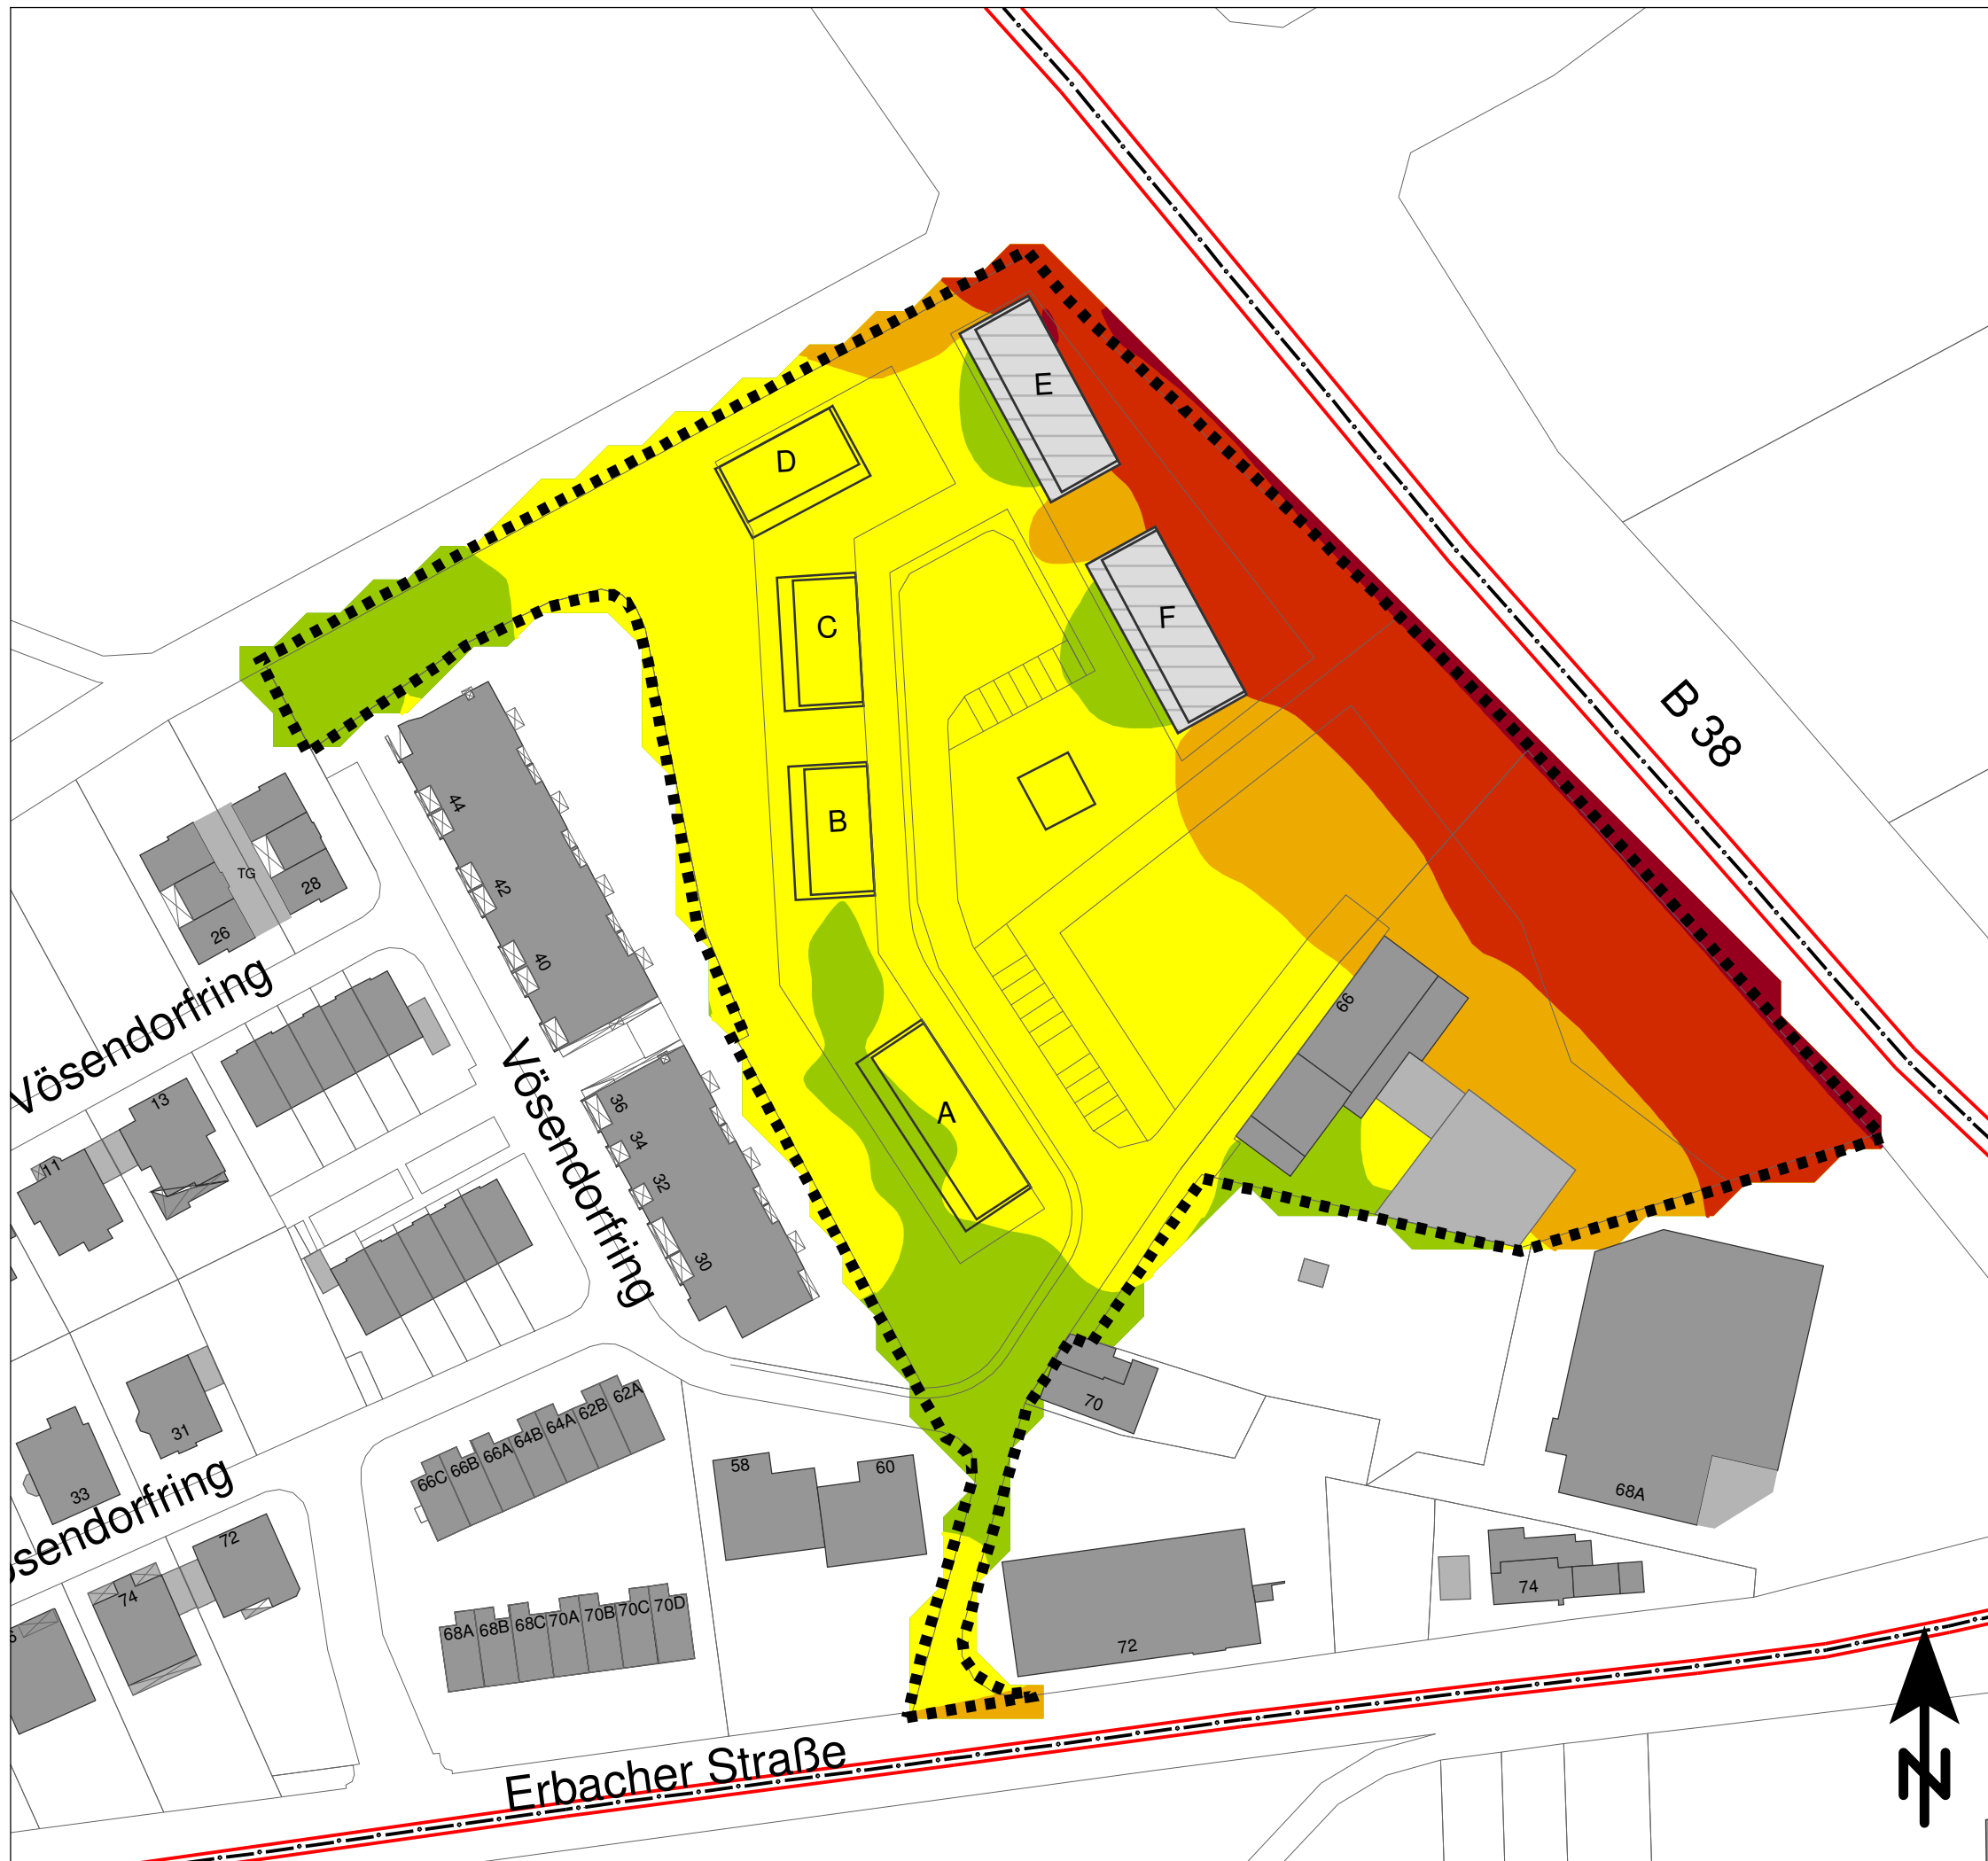 E
D
F
C
B 38
B
44
TG
28
42
26
40
66
Vösendorfring
Vösendorfring
13
36
A
34
11
32
30
31
62A
62B
64A
64B
66A
66B
66C
70
33
58
60
68A
sendorfring
72
74
74
68A
68B
68C
70A
70B
70C
70D
72
Erbacher Straße
N